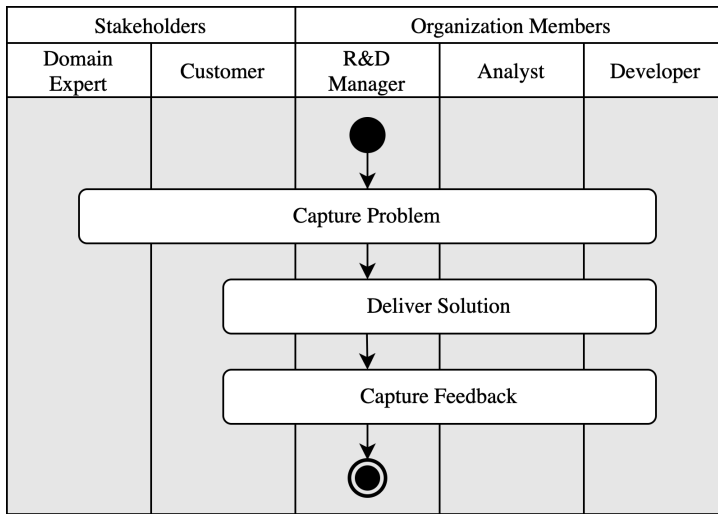 Stakeholders
Organization Members
Domain
Expert
Customer
R&D
Manager
Analyst
Developer
Capture Problem
Deliver Solution
Capture Feedback